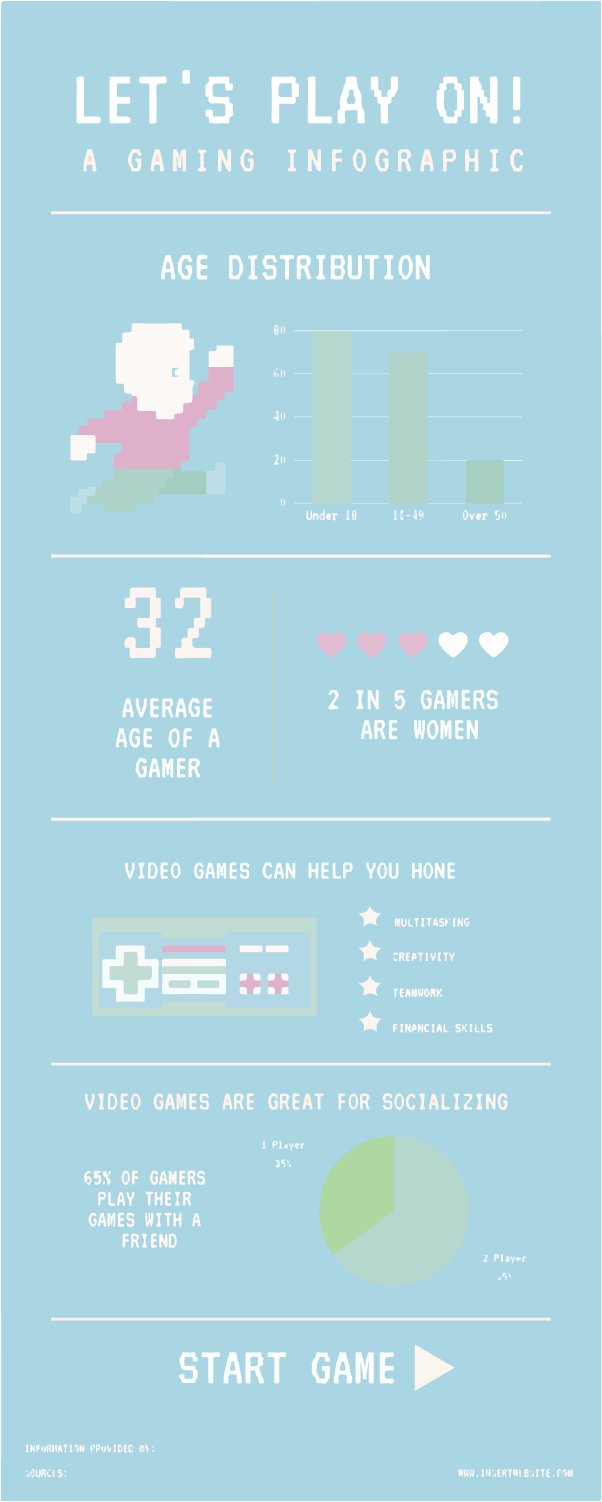 LET'S PLAY ON!
A GAMING INFOGRAPHIC
AGE DISTRIBUTION
80
60
40
20
0
Under 18
18-49
Over 50
32
AVERAGE
AGE OF A
GAMER
2 IN 5 GAMERS
ARE WOMEN
VIDEO GAMES CAN HELP YOU HONE
MULTITASKING
CREATIVITY
TEAMWORK
FINANCIAL SKILLS
VIDEO GAMES ARE GREAT FOR SOCIALIZING
1 Player
35%
65% OF GAMERS
PLAY THEIR
GAMES WITH A
FRIEND
2 Player
65%
START GAME
INFORMATION PROVIDED BY:
SOURCES:
WWW.INSERTWEBSITE.COM